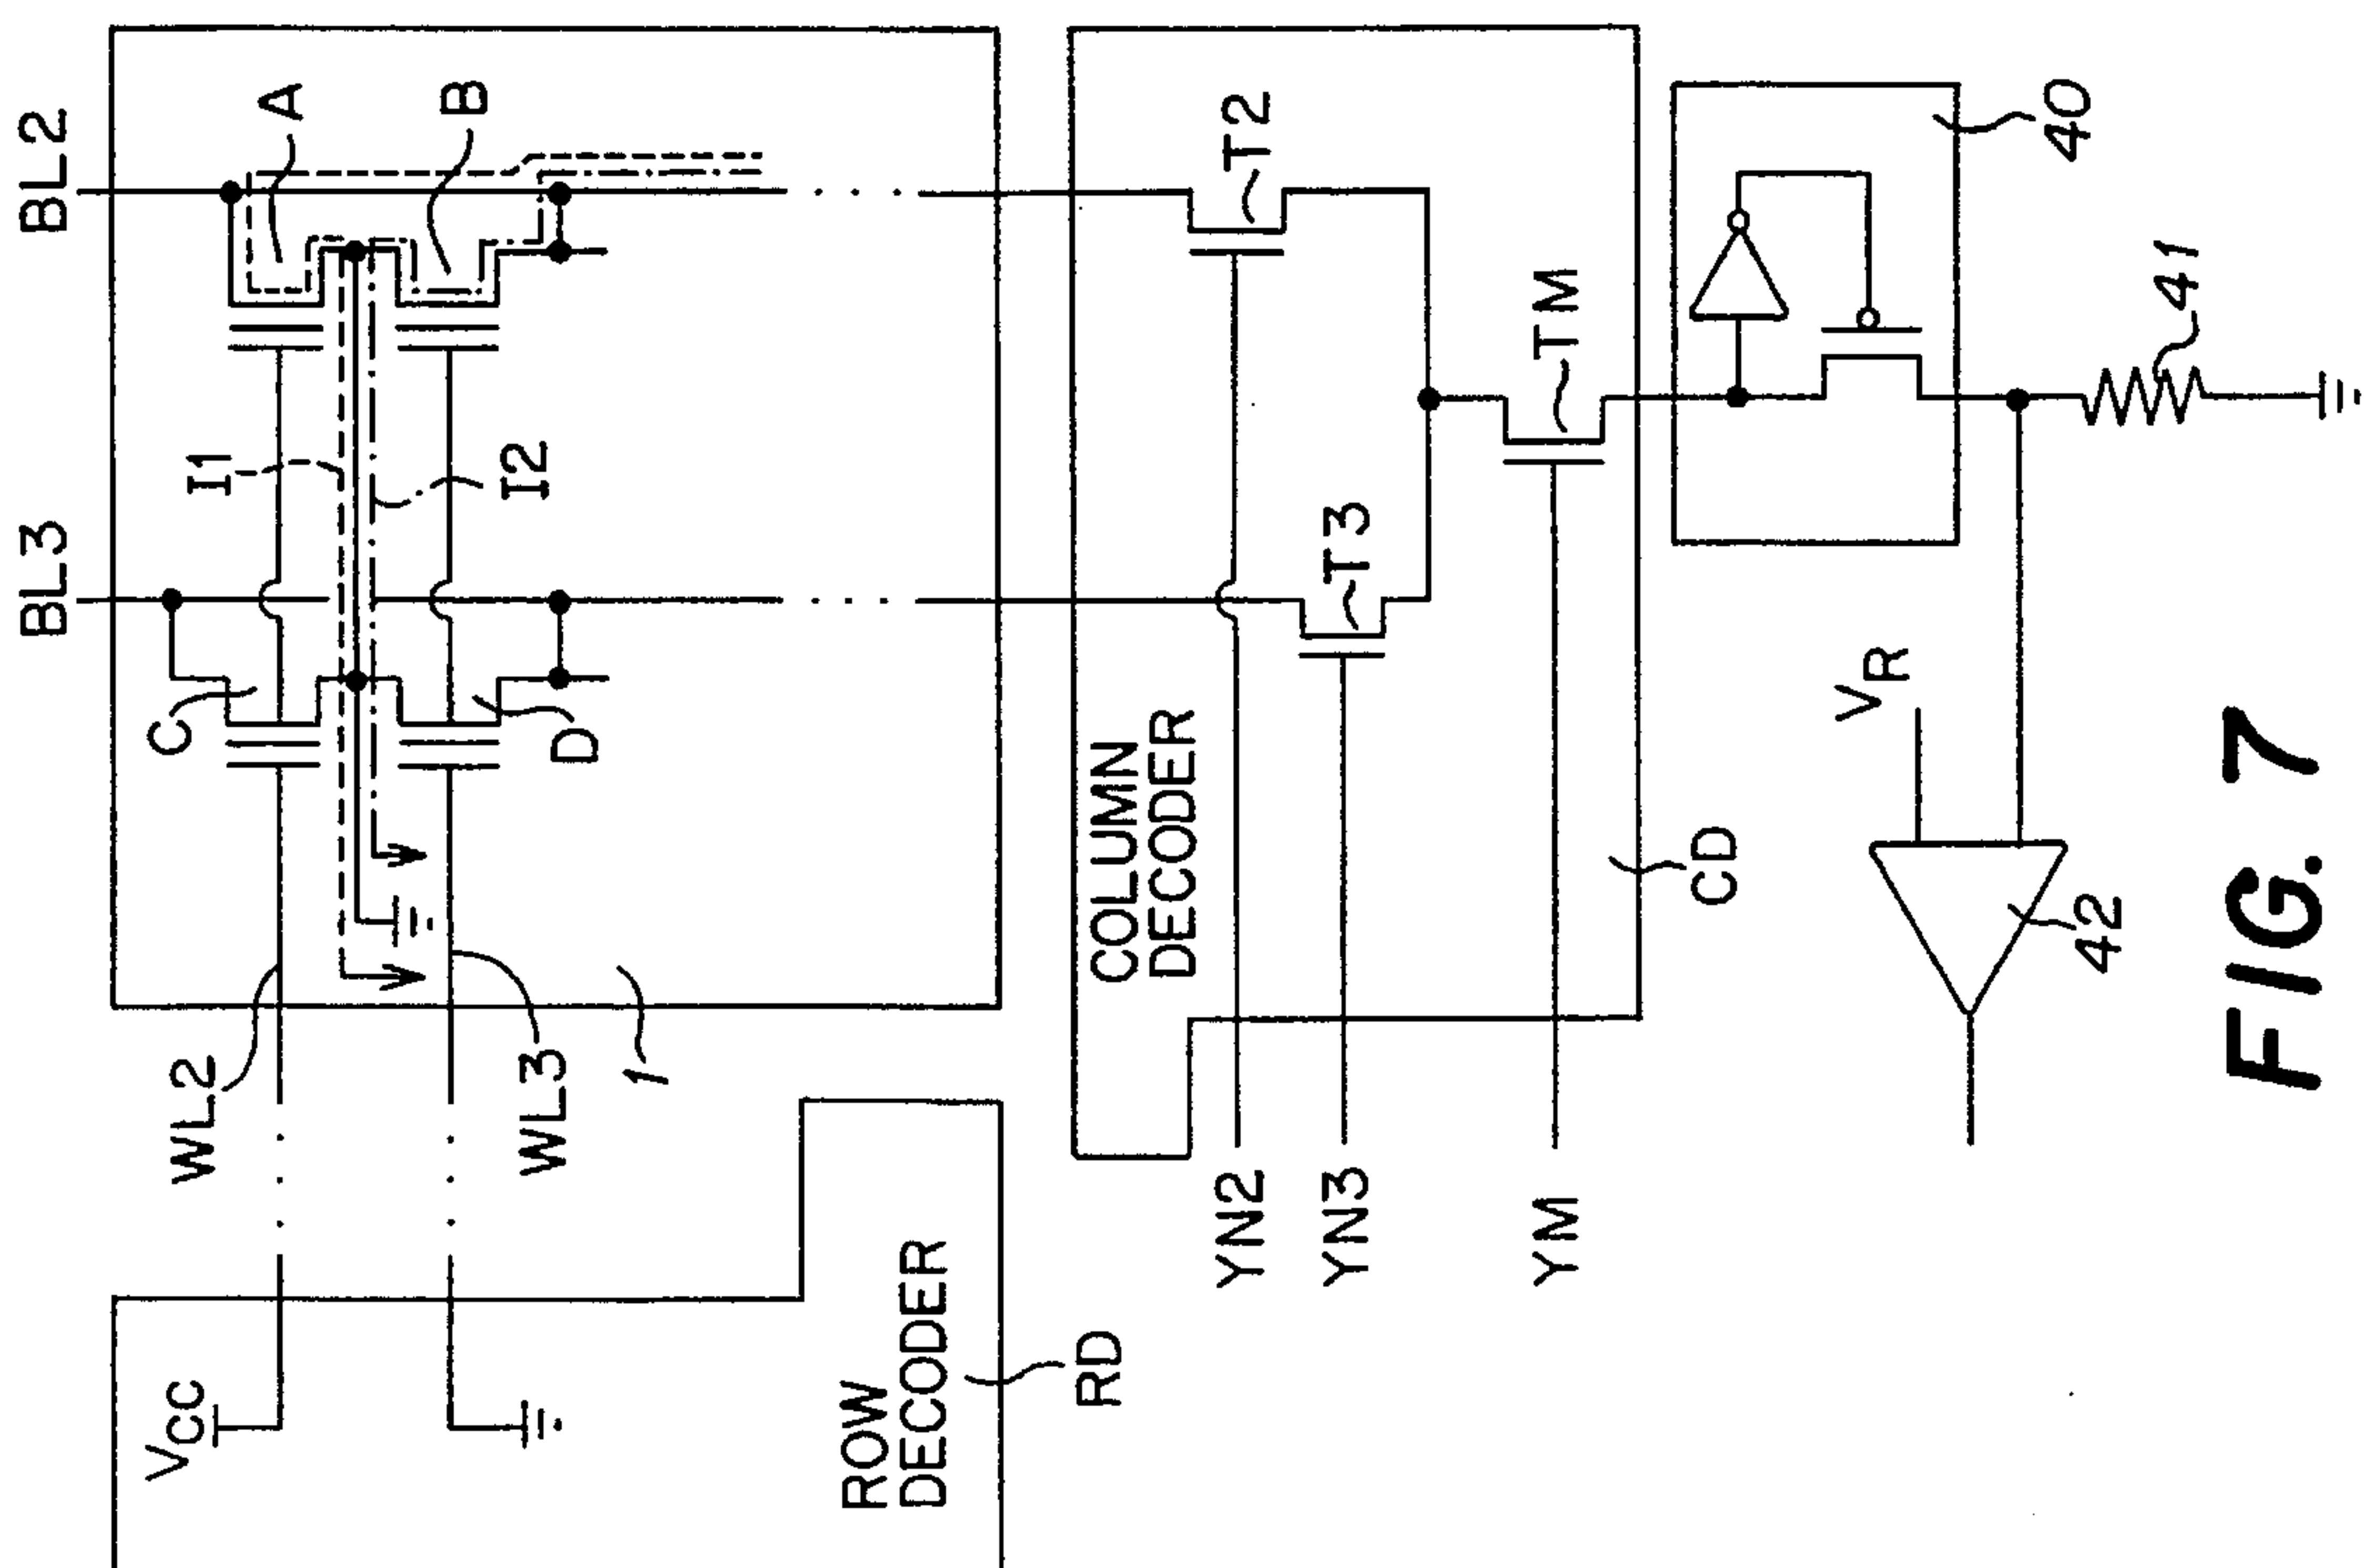 BL3
BL2
A
B
I1
I2
C
D
WL2
WL3
1
VCC
ROW
DECODER
RD
COLUMN
DECODER
T2
T3
TM
YN2
YN3
YM
CD
40
41
VR
42
FIG. 7